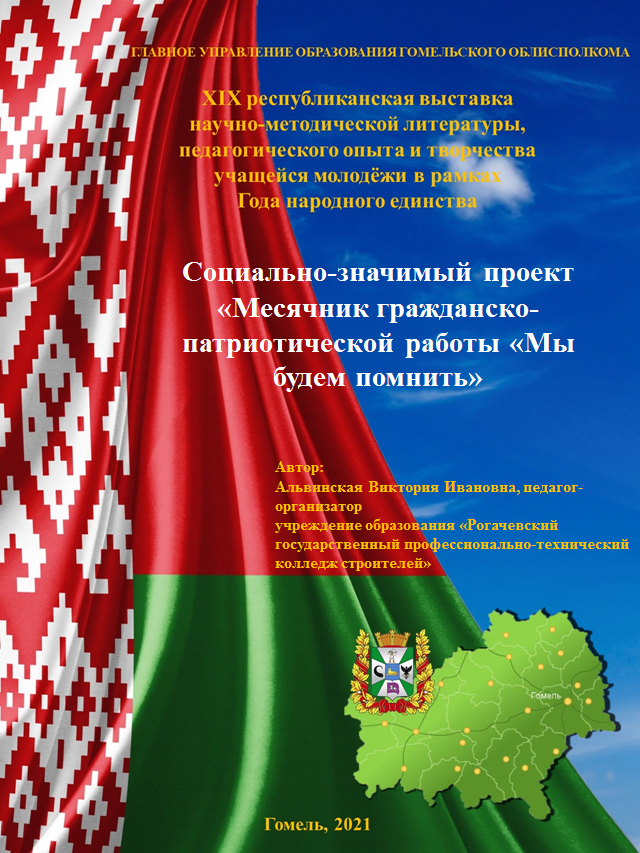 ГЛАВНОЕ УПРАВЛЕНИЕ ОБРАЗОВАНИЯ ГОМЕЛЬСКОГО ОБЛИСПОЛКОМА
XIX республиканская выставка
научно-методической литературы,
педагогического опыта и творчества
учащейся молодёжи в рамках
Года народного единства
Социально-значимый проект
«Месячник гражданско-
патриотической работы «Мы
будем помнить»
Автор:
Альвинская Виктория Ивановна, педагог-
организатор
учреждение образования «Рогачевский
государственный профессионально-технический
колледж строителей»
Гомель
Гомель, 2021